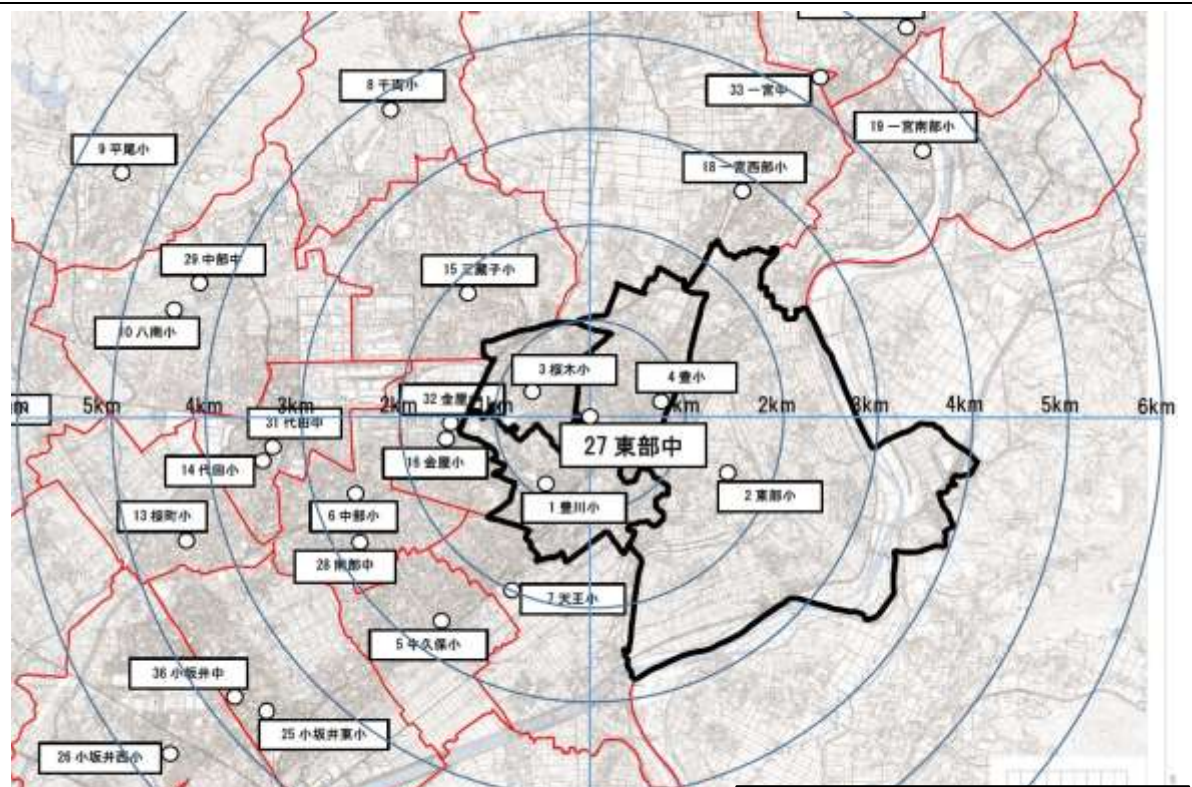 8 千両小
33 一宮中
19 一宮南部小
9 平尾小
18 一宮西部小
29 中部中
15 三蔵子小
10 八南小
3 桜木小
4 豊小
32 金屋中
5km
4km
3km
2km
1km
km
2km
3km
4km
5km
6km
31 代田中
27 東部中
14 代田小
16 金屋小
2 東部小
1 豊川小
13 桜町小
6 中部小
28 南部中
7 天王小
5 牛久保小
36 小坂井中
25 小坂井東小
26 小坂井西小